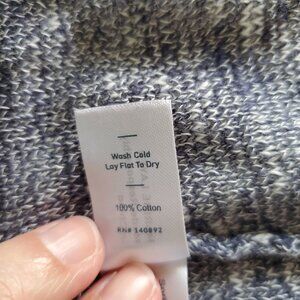 Wash Cold
Lay Flat To Dry
100% Cotton
RN# 140892